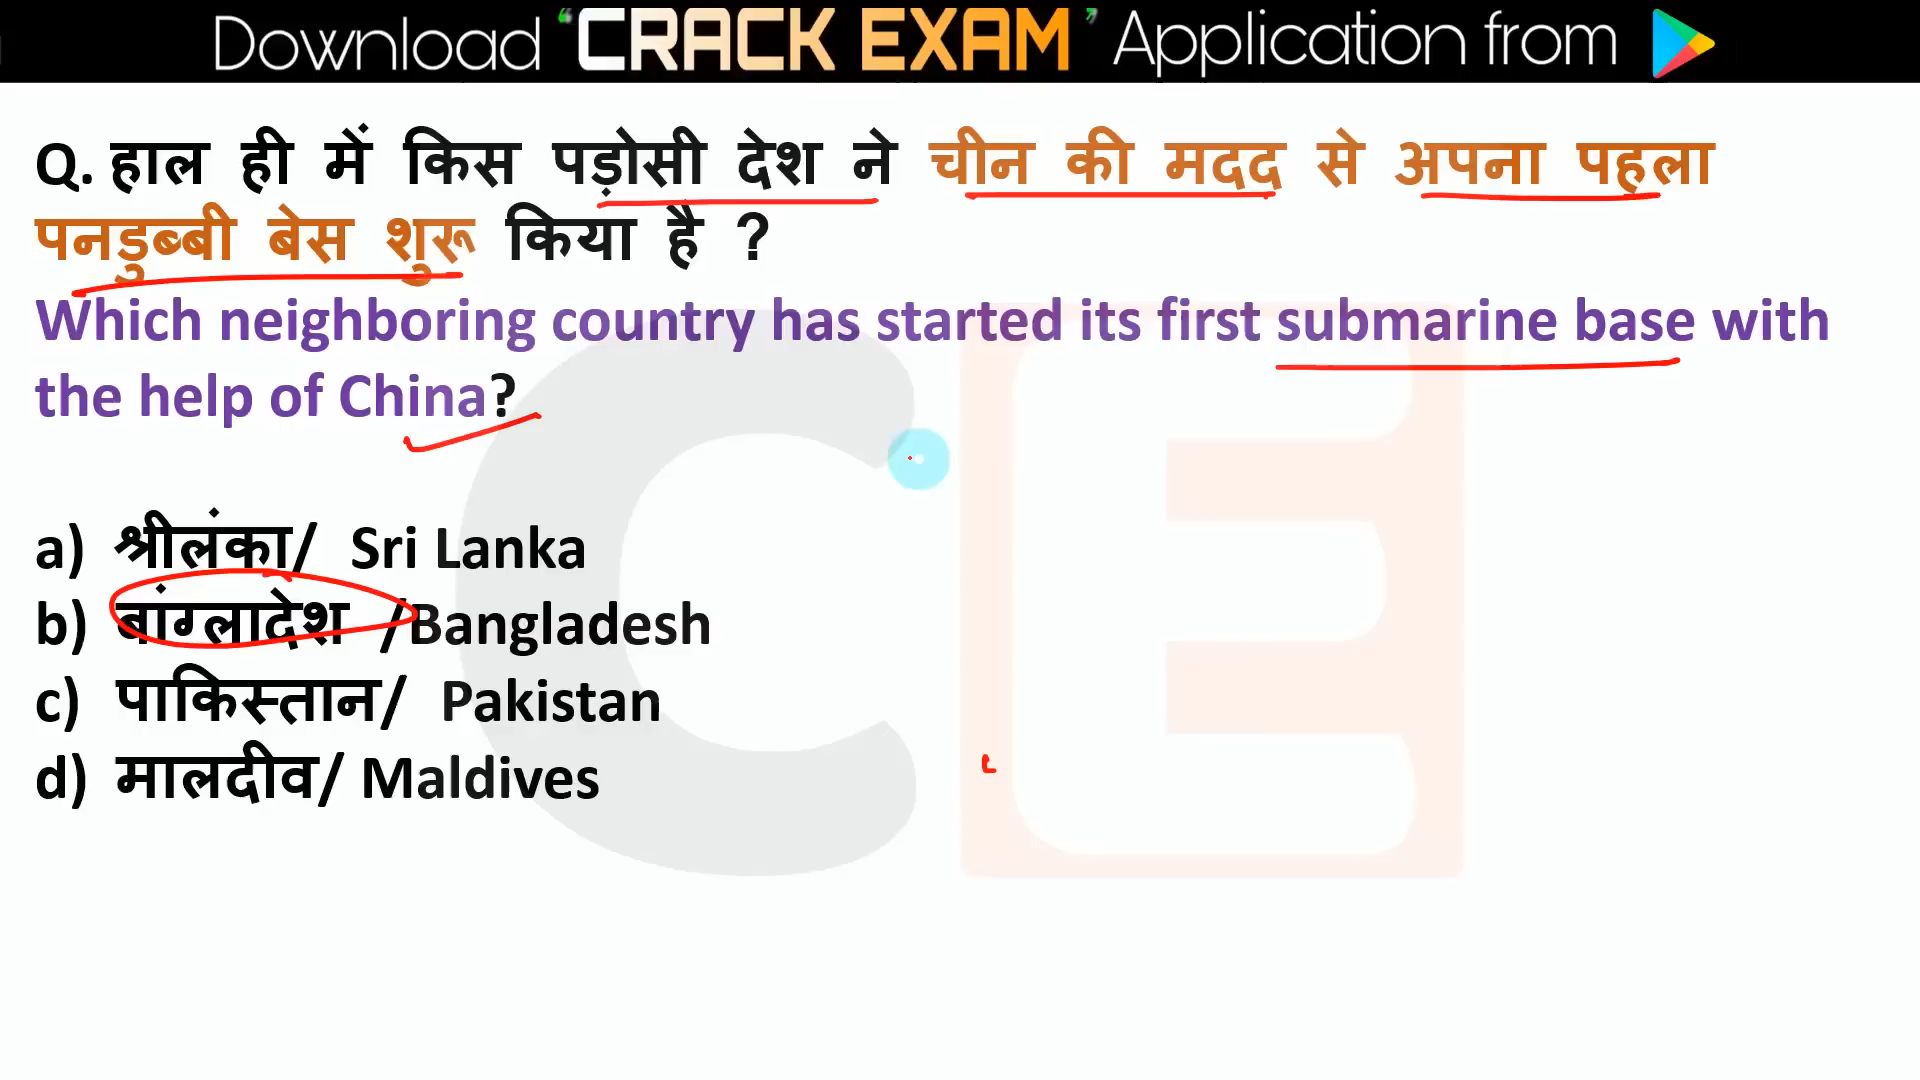 Download ‘CRACK EXAM’ Application from
Q. हाल ही में किस पड़ोसी देश ने चीन की मदद से अपना पहला
पनडुब्बी बेस शुरू किया है ?
Which neighboring country has started its first submarine base with
the help of China?
a) श्रीलंका/ Sri Lanka
b) बांग्लादेश /Bangladesh
c) पाकिस्तान/ Pakistan
d) मालदीव/ Maldives
CE